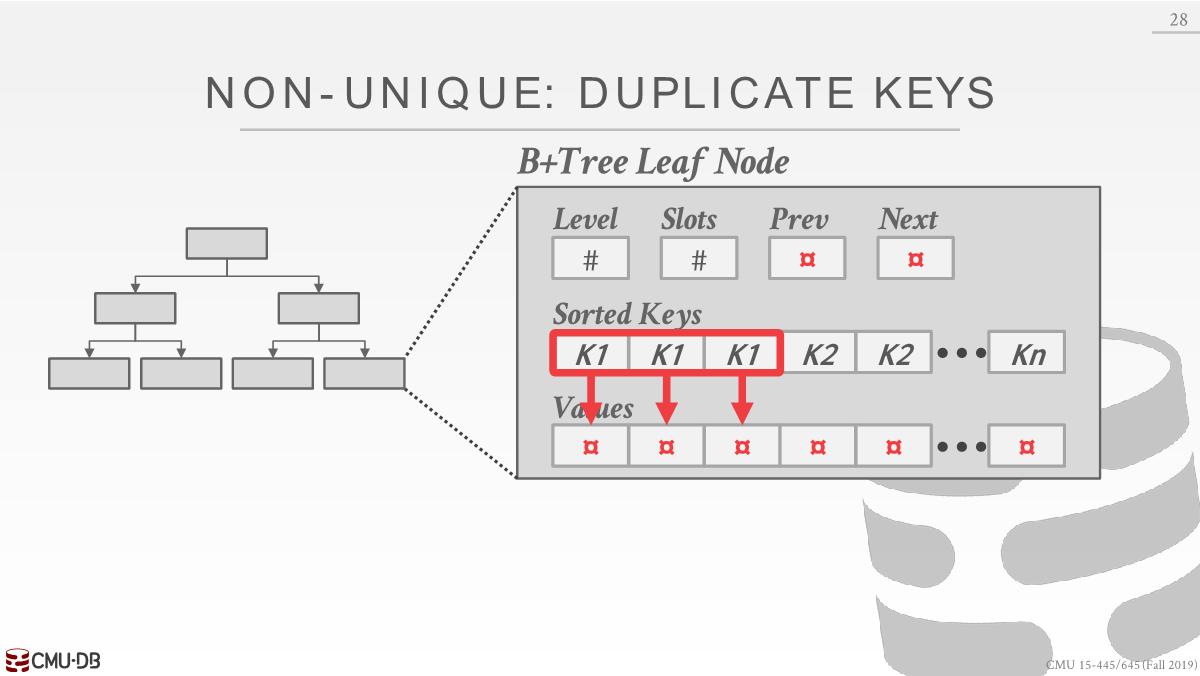 28
NON-UNIQUE: DUPLICATE KEYS
B+Tree Leaf Node
Level Slots Prev Next
# # ¤ ¤
Sorted Keys
K1 K1 K1 K2 K2 ••• Kn
Values
¤ ¤ ¤ ¤ ¤ ••• ¤
CMU·DB
CMU 15-445/645 (Fall 2019)